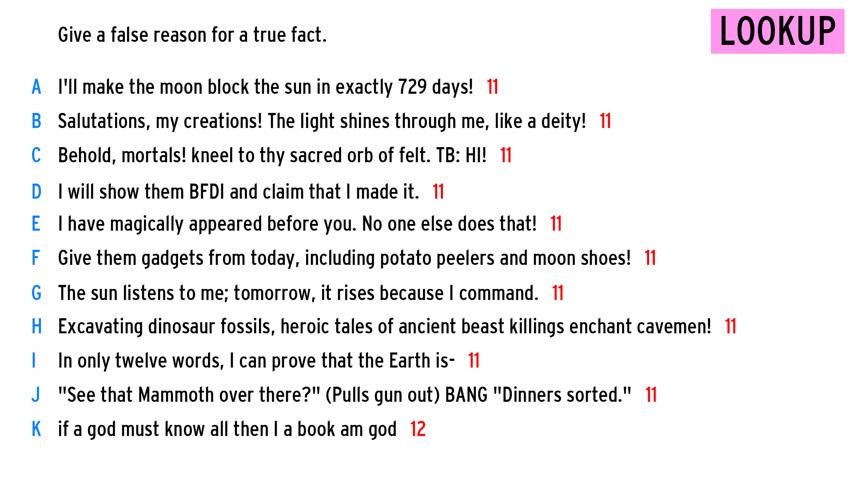 Give a false reason for a true fact.
LOOKUP
A I'll make the moon block the sun in exactly 729 days! 11
B Salutations, my creations! The light shines through me, like a deity! 11
C Behold, mortals! kneel to thy sacred orb of felt. TB: HI! 11
D I will show them BFDI and claim that I made it. 11
E I have magically appeared before you. No one else does that! 11
F Give them gadgets from today, including potato peelers and moon shoes! 11
G The sun listens to me; tomorrow, it rises because I command. 11
H Excavating dinosaur fossils, heroic tales of ancient beast killings enchant cavemen! 11
I In only twelve words, I can prove that the Earth is- 11
J "See that Mammoth over there?" (Pulls gun out) BANG "Dinners sorted." 11
K if a god must know all then I a book am god 12